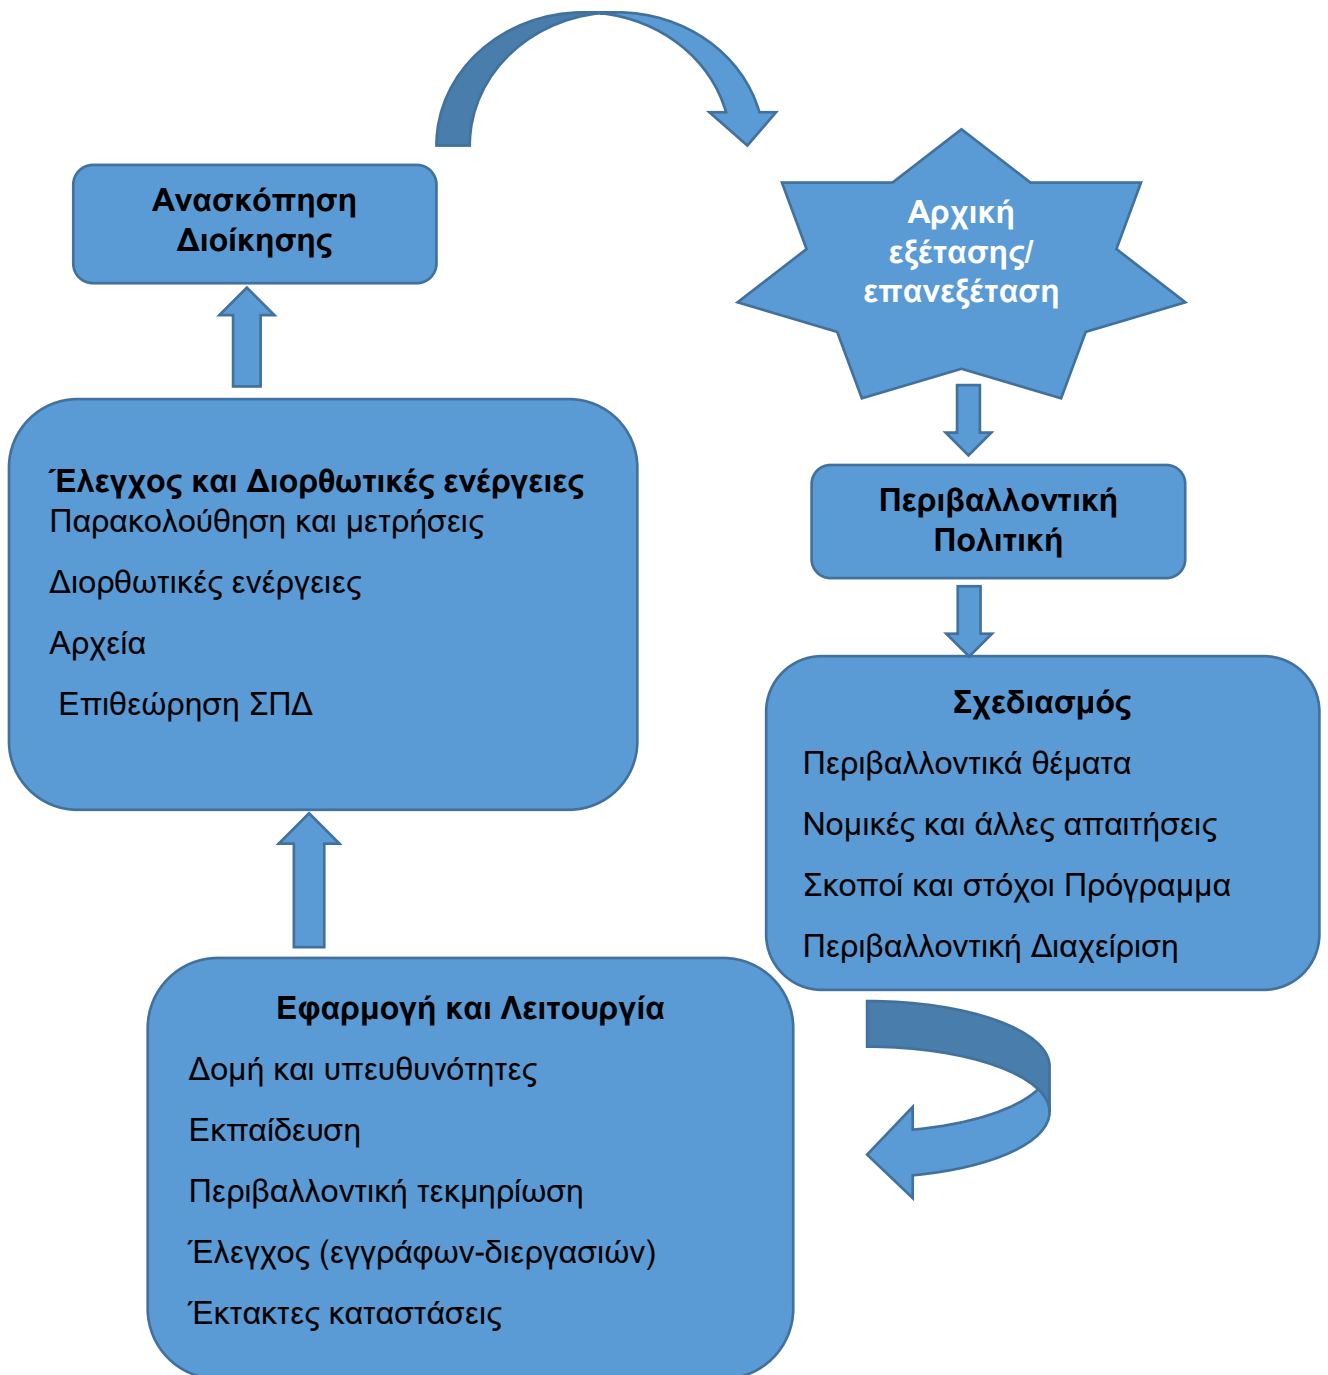 Ανασκόπηση
Διοίκησης
Αρχική
εξέτασης/
επανεξέταση
Έλεγχος και Διορθωτικές ενέργειες
Παρακολούθηση και μετρήσεις
Διορθωτικές ενέργειες
Αρχεία
Επιθεώρηση ΣΠΔ
Περιβαλλοντική
Πολιτική
Σχεδιασμός
Περιβαλλοντικά θέματα
Νομικές και άλλες απαιτήσεις
Σκοποί και στόχοι Πρόγραμμα
Περιβαλλοντική Διαχείριση
Εφαρμογή και Λειτουργία
Δομή και υπευθυνότητες
Εκπαίδευση
Περιβαλλοντική τεκμηρίωση
Έλεγχος (εγγράφων-διεργασιών)
Έκτακτες καταστάσεις